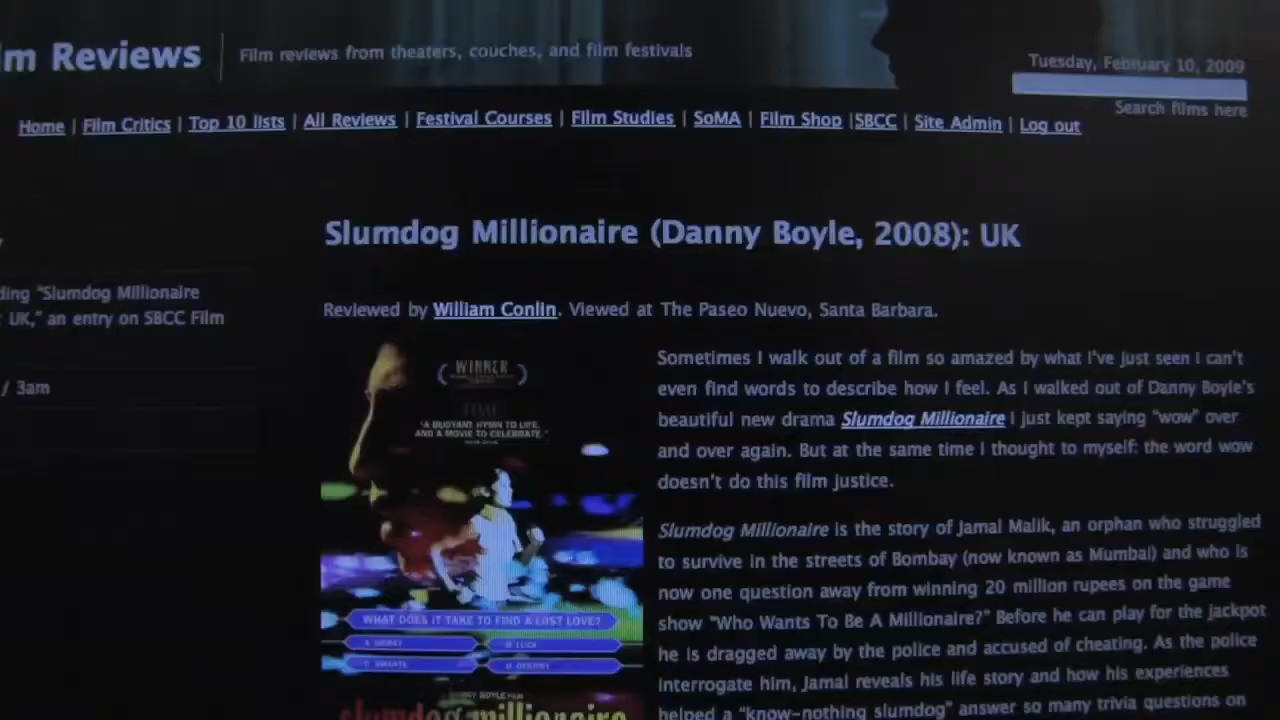 lm Reviews
Film reviews from theaters, couches, and film festivals
Tuesday, February 10, 2009
Search films here
Home | Film Critics | Top 10 lists | All Reviews | Festival Courses | Film Studies | SoMA | Film Shop |SBCC | Site Admin | Log out
Slumdog Millionaire (Danny Boyle, 2008): UK
ding "Slumdog Millionaire
UK," an entry on SBCC Film
/ 3am
Reviewed by William Conlin. Viewed at The Paseo Nuevo, Santa Barbara.
WINNER
TIME
"A BUOYANT HYMN TO LIFE,
AND A MOVIE TO CELEBRATE."
WHAT DOES IT TAKE TO FIND A LOST LOVE?
A. MONEY
B. LUCK
C. SMARTS
D. DESTINY
DANNY BOYLE FILM
slumdog millionaire
Sometimes I walk out of a film so amazed by what I've just seen I can't
even find words to describe how I feel. As I walked out of Danny Boyle's
beautiful new drama Slumdog Millionaire I just kept saying "wow" over
and over again. But at the same time I thought to myself: the word wow
doesn't do this film justice.
Slumdog Millionaire is the story of Jamal Malik, an orphan who struggled
to survive in the streets of Bombay (now known as Mumbai) and who is
now one question away from winning 20 million rupees on the game
show "Who Wants To Be A Millionaire?" Before he can play for the jackpot
he is dragged away by the police and accused of cheating. As the police
interrogate him, Jamal reveals his life story and how his experiences
helped a "know-nothing slumdog" answer so many trivia questions on